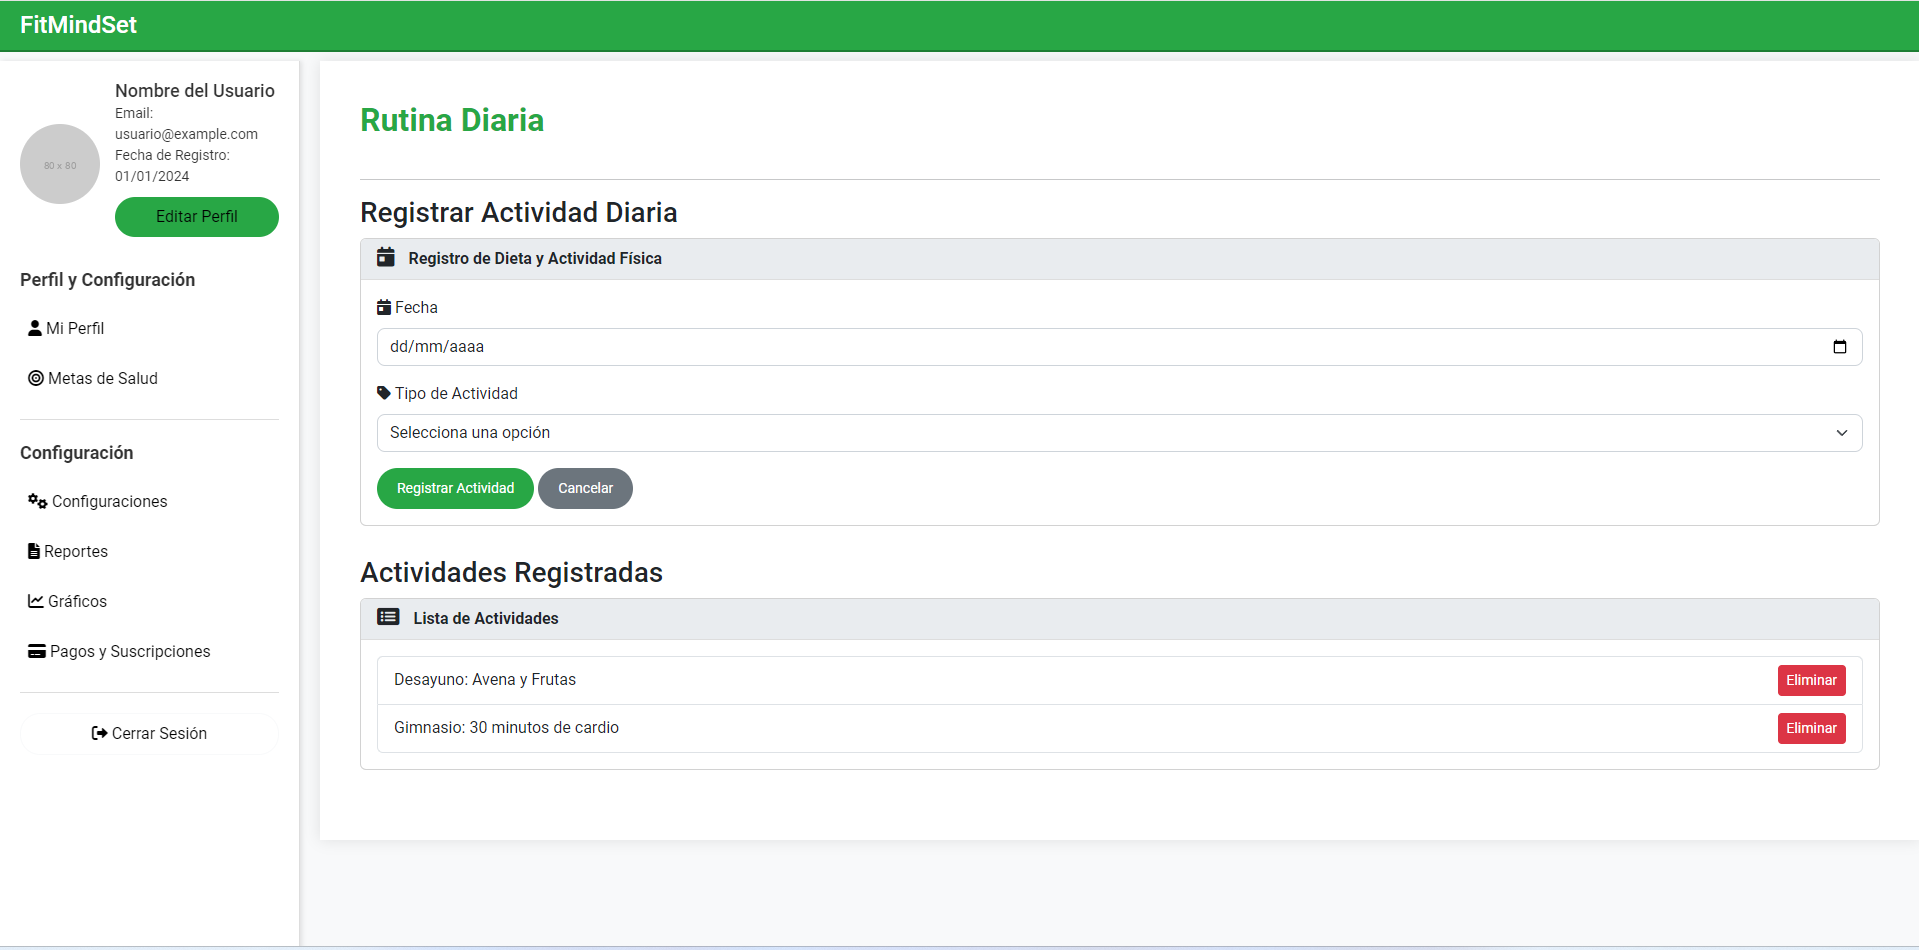 FitMindSet
Nombre del Usuario
Email:
usuario@example.com
Fecha de Registro:
01/01/2024
80 x 80
Editar Perfil
Perfil y Configuración
Mi Perfil
Metas de Salud
Configuración
Configuraciones
Reportes
Gráficos
Pagos y Suscripciones
Cerrar Sesión
Rutina Diaria
Registrar Actividad Diaria
Registro de Dieta y Actividad Física
Fecha
dd/mm/aaaa
Tipo de Actividad
Selecciona una opción
Registrar Actividad Cancelar
Actividades Registradas
Lista de Actividades
Desayuno: Avena y Frutas Eliminar
Gimnasio: 30 minutos de cardio Eliminar